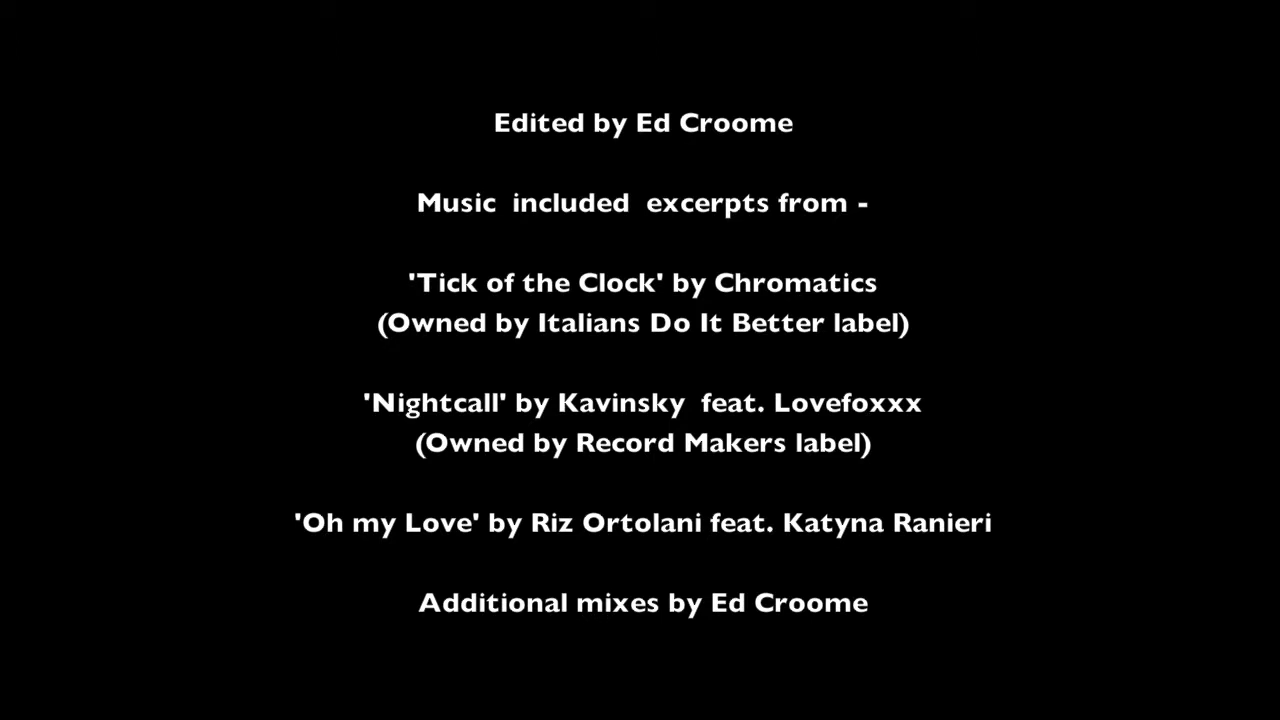 Edited by Ed Croome
Music included excerpts from -
'Tick of the Clock' by Chromatics
(Owned by Italians Do It Better label)
'Nightcall' by Kavinsky feat. Lovefoxxx
(Owned by Record Makers label)
'Oh my Love' by Riz Ortolani feat. Katyna Ranieri
Additional mixes by Ed Croome